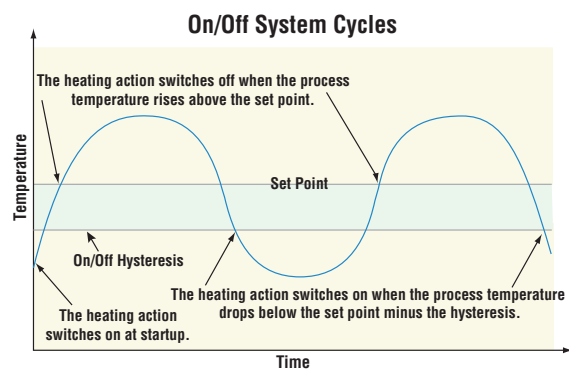 On/Off System Cycles
The heating action switches off when the process
temperature rises above the set point.
Temperature
Set Point
On/Off Hysteresis
The heating action
switches on at startup.
The heating action switches on when the process temperature
drops below the set point minus the hysteresis.
Time